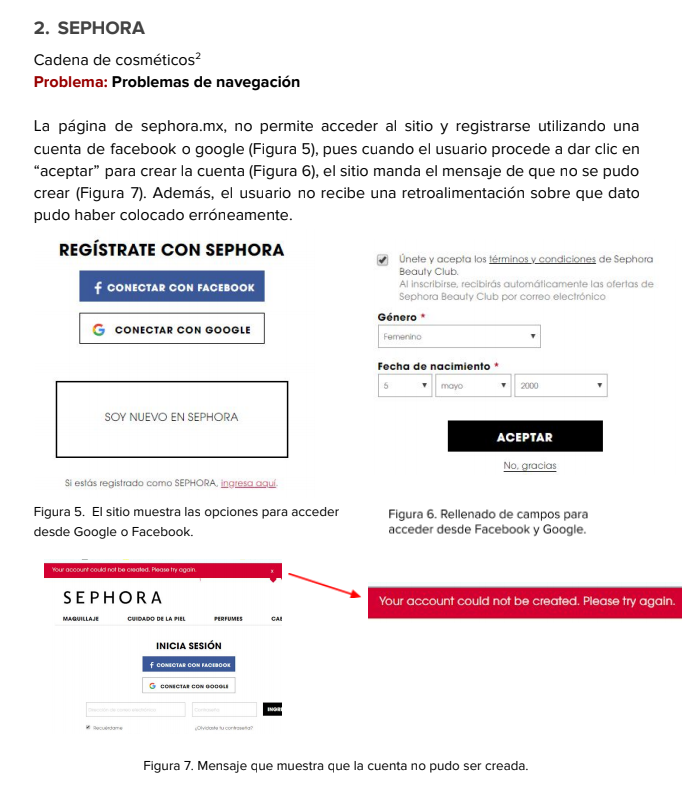 2. SEPHORA
Cadena de cosméticos²
Problema: Problemas de navegación
La página de sephora.mx, no permite acceder al sitio y registrarse utilizando una
cuenta de facebook o google (Figura 5), pues cuando el usuario procede a dar clic en
“aceptar” para crear la cuenta (Figura 6), el sitio manda el mensaje de que no se pudo
crear (Figura 7). Además, el usuario no recibe una retroalimentación sobre que dato
pudo haber colocado erróneamente.
REGÍSTRATE CON SEPHORA
f CONECTAR CON FACEBOOK
G CONECTAR CON GOOGLE
SOY NUEVO EN SEPHORA
Si estás registrado como SEPHORA, ingresa aquí.
Figura 5. El sitio muestra las opciones para acceder
desde Google o Facebook.
Únete y acepta los términos y condiciones de Sephora
Beauty Club.
Al inscribirse, recibirás automáticamente las ofertas de
Sephora Beauty Club por correo electrónico
Género *
Femenino
Fecha de nacimiento *
5 mayo 2000
ACEPTAR
No, gracias
Figura 6. Rellenado de campos para
acceder desde Facebook y Google.
Your account could not be created. Please try again. x
SEPHORA
MAQUILLAJE CUIDADO DE LA PIEL PERFUMES CAB
INICIA SESIÓN
f CONECTAR CON FACEBOOK
G CONECTAR CON GOOGLE
Contraseña
Recuérdame ¿Olvidaste tu contraseña?
Your account could not be created. Please try again.
Figura 7. Mensaje que muestra que la cuenta no pudo ser creada.